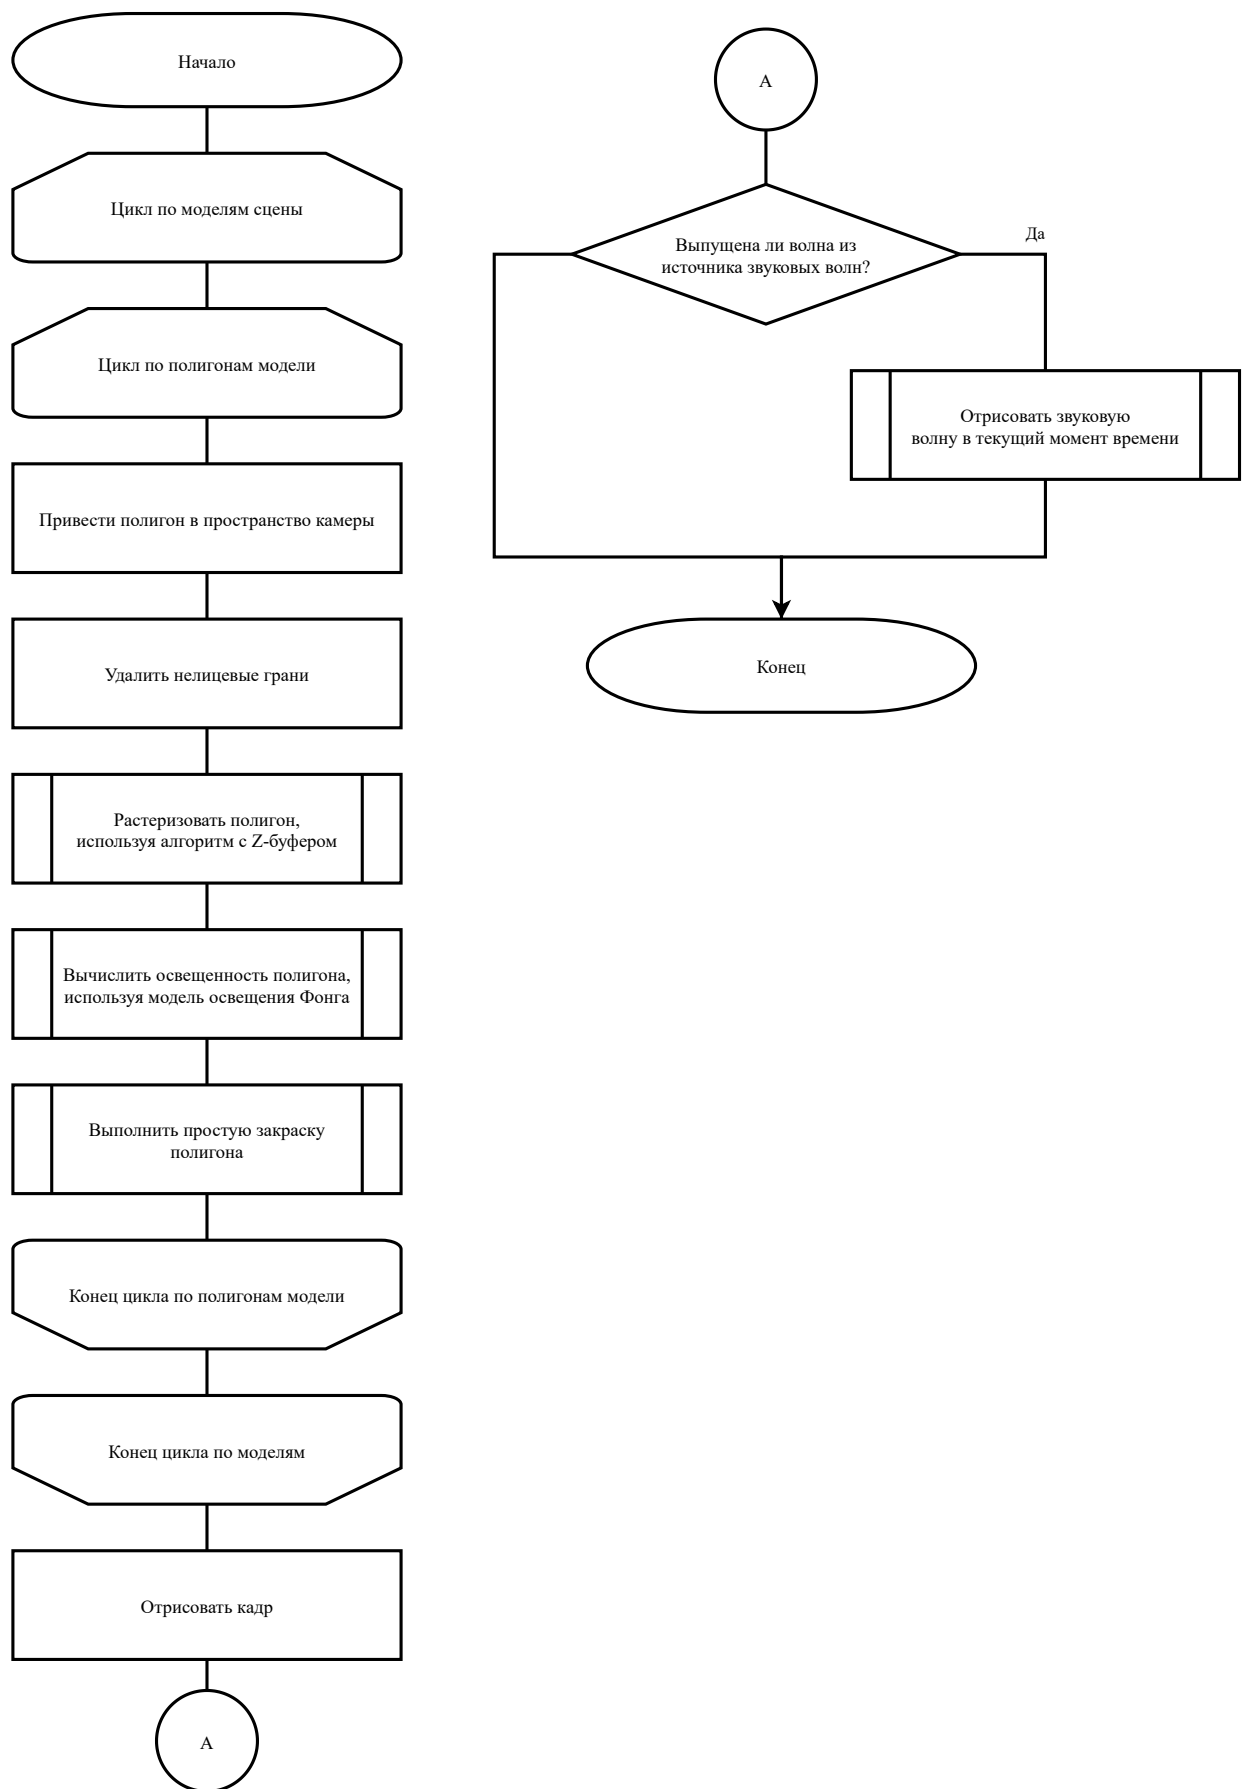 Начало
Цикл по моделям сцены
Цикл по полигонам модели
Привести полигон в пространство камеры
Удалить нелицевые грани
Растеризовать полигон,
используя алгоритм с Z-буфером
Вычислить освещенность полигона,
используя модель освещения Фонга
Выполнить простую закраску
полигона
Конец цикла по полигонам модели
Конец цикла по моделям
Отрисовать кадр
А
А
Выпущена ли волна из
источника звуковых волн?
Да
Отрисовать звуковую
волну в текущий момент времени
Конец